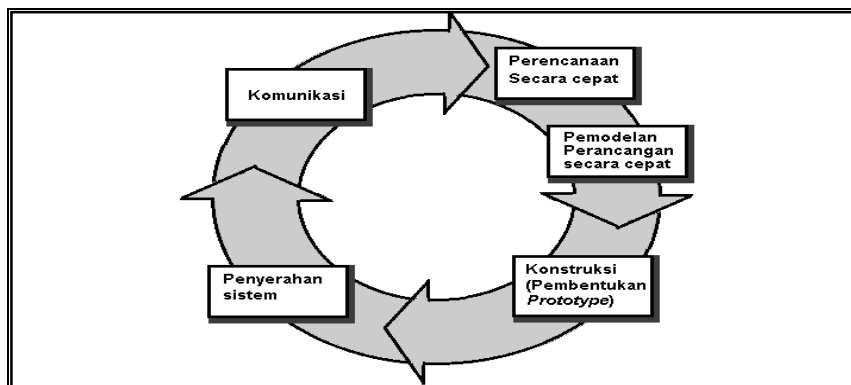 Komunikasi
Perencanaan
Secara cepat
Pemodelan
Perancangan
secara cepat
Konstruksi
(Pembentukan
Prototype)
Penyerahan
sistem